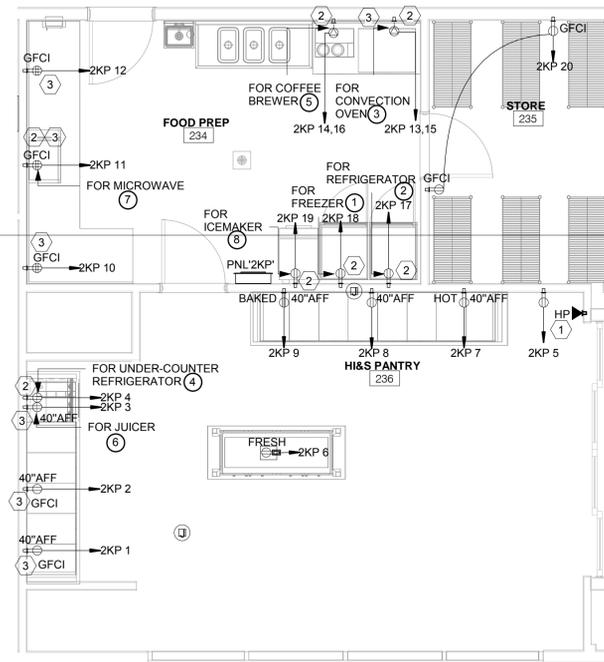 2
3
2
GFCI
2KP 12
3
GFCI
2KP 20
FOR COFFEE
BREWER 5
FOR
CONVECTION
OVEN 3
STORE
235
FOOD PREP
234
2KP 14,16
2KP 13,15
2 3
GFCI
2KP 11
FOR MICROWAVE
7
FOR
REFRIGERATOR
2
FOR
FREEZER 1
GFCI
2KP 19
2KP 18
2KP 17
FOR
ICEMAKER
8
3
GFCI
2KP 10
PNL'2KP'
2
2
2
BAKED
40"AFF
40"AFF
HOT
40"AFF
HP
1
2KP 9
2KP 8
2KP 7
2KP 5
HI&S PANTRY
236
FOR UNDER-COUNTER
REFRIGERATOR 4
2
2KP 4
2KP 3
3
40"AFF
FOR JUICER
6
FRESH
2KP 6
40"AFF
2KP 2
3
GFCI
40"AFF
2KP 1
3
GFCI